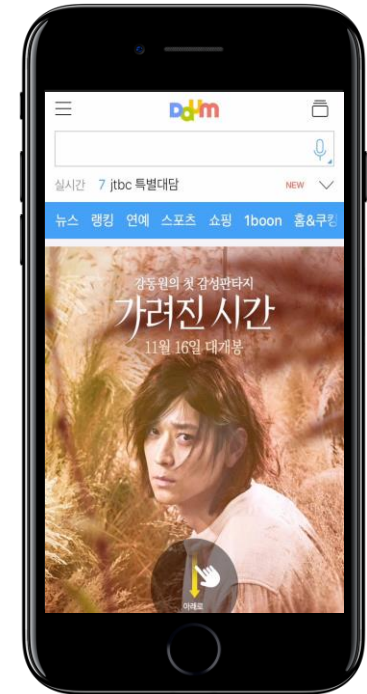 Daum
실시간 7 jtbc 특별대담 NEW
뉴스 랭킹 연예 스포츠 쇼핑 1boon 홈&쿠킹
강동원의 첫 감성판타지
가려진 시간
11월 16일 대개봉
아래로